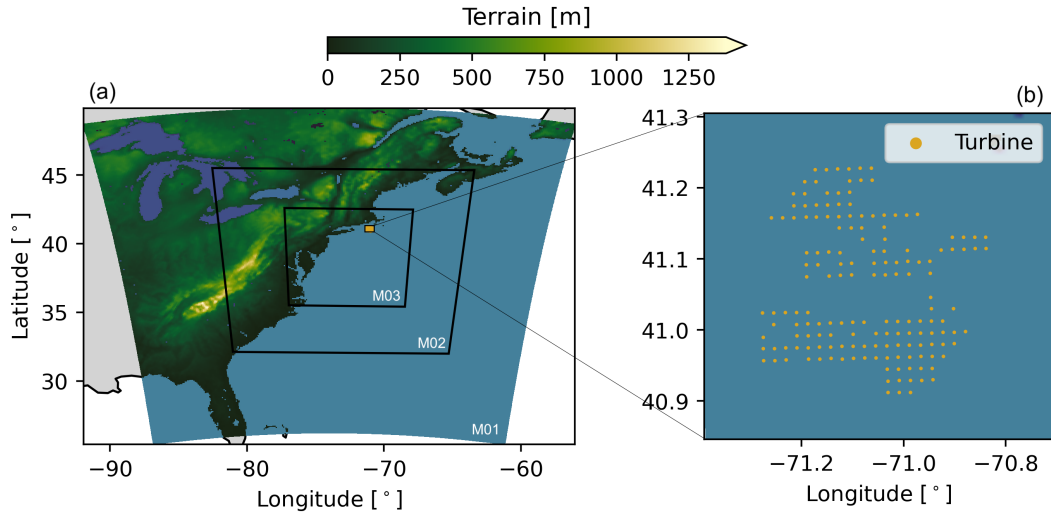 Terrain [m]
0 250 500 750 1000 1250
(a)
(b)
45
40
35
30
Latitude [°]
M03
M02
M01
−90 −80 −70 −60
Longitude [°]
Turbine
41.3
41.2
41.1
41.0
40.9
−71.2 −71.0 −70.8
Longitude [°]